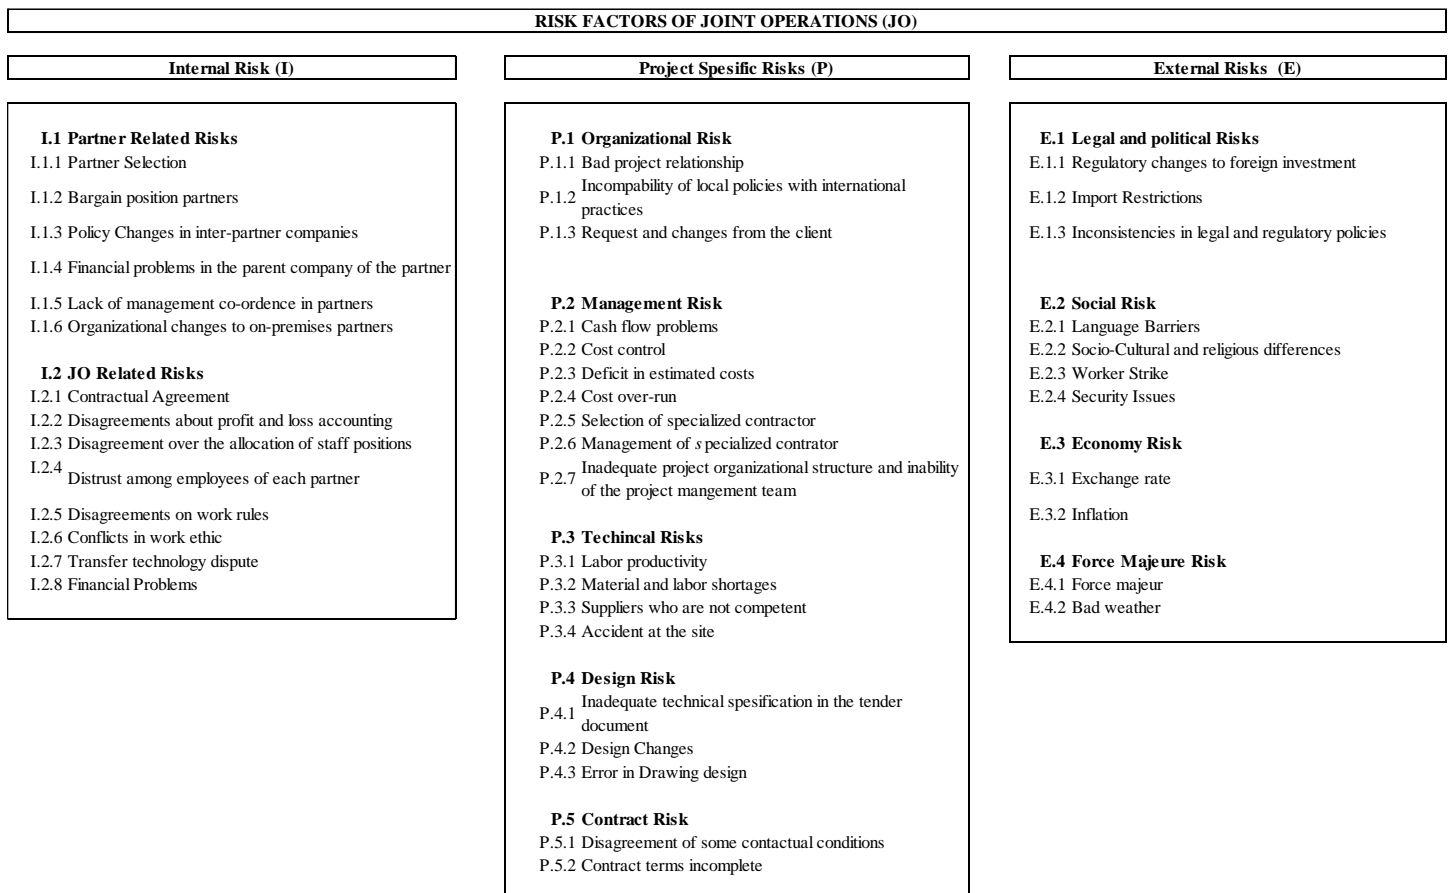 RISK FACTORS OF JOINT OPERATIONS (JO)
Internal Risk (I)
I.1 Partner Related Risks
I.1.1 Partner Selection
I.1.2 Bargain position partners
I.1.3 Policy Changes in inter-partner companies
I.1.4 Financial problems in the parent company of the partner
I.1.5 Lack of management co-ordence in partners
I.1.6 Organizational changes to on-premises partners
I.2 JO Related Risks
I.2.1 Contractual Agreement
I.2.2 Disagreements about profit and loss accounting
I.2.3 Disagreement over the allocation of staff positions
I.2.4 Distrust among employees of each partner
I.2.5 Disagreements on work rules
I.2.6 Conflicts in work ethic
I.2.7 Transfer technology dispute
I.2.8 Financial Problems
Project Spesific Risks (P)
P.1 Organizational Risk
P.1.1 Bad project relationship
P.1.2 Incompability of local policies with international
practices
P.1.3 Request and changes from the client
P.2 Management Risk
P.2.1 Cash flow problems
P.2.2 Cost control
P.2.3 Deficit in estimated costs
P.2.4 Cost over-run
P.2.5 Selection of specialized contractor
P.2.6 Management of specialized contrator
P.2.7 Inadequate project organizational structure and inability
of the project mangement team
P.3 Techincal Risks
P.3.1 Labor productivity
P.3.2 Material and labor shortages
P.3.3 Suppliers who are not competent
P.3.4 Accident at the site
P.4 Design Risk
P.4.1 Inadequate technical spesification in the tender
document
P.4.2 Design Changes
P.4.3 Error in Drawing design
P.5 Contract Risk
P.5.1 Disagreement of some contactual conditions
P.5.2 Contract terms incomplete
External Risks (E)
E.1 Legal and political Risks
E.1.1 Regulatory changes to foreign investment
E.1.2 Import Restrictions
E.1.3 Inconsistencies in legal and regulatory policies
E.2 Social Risk
E.2.1 Language Barriers
E.2.2 Socio-Cultural and religious differences
E.2.3 Worker Strike
E.2.4 Security Issues
E.3 Economy Risk
E.3.1 Exchange rate
E.3.2 Inflation
E.4 Force Majeure Risk
E.4.1 Force majeur
E.4.2 Bad weather